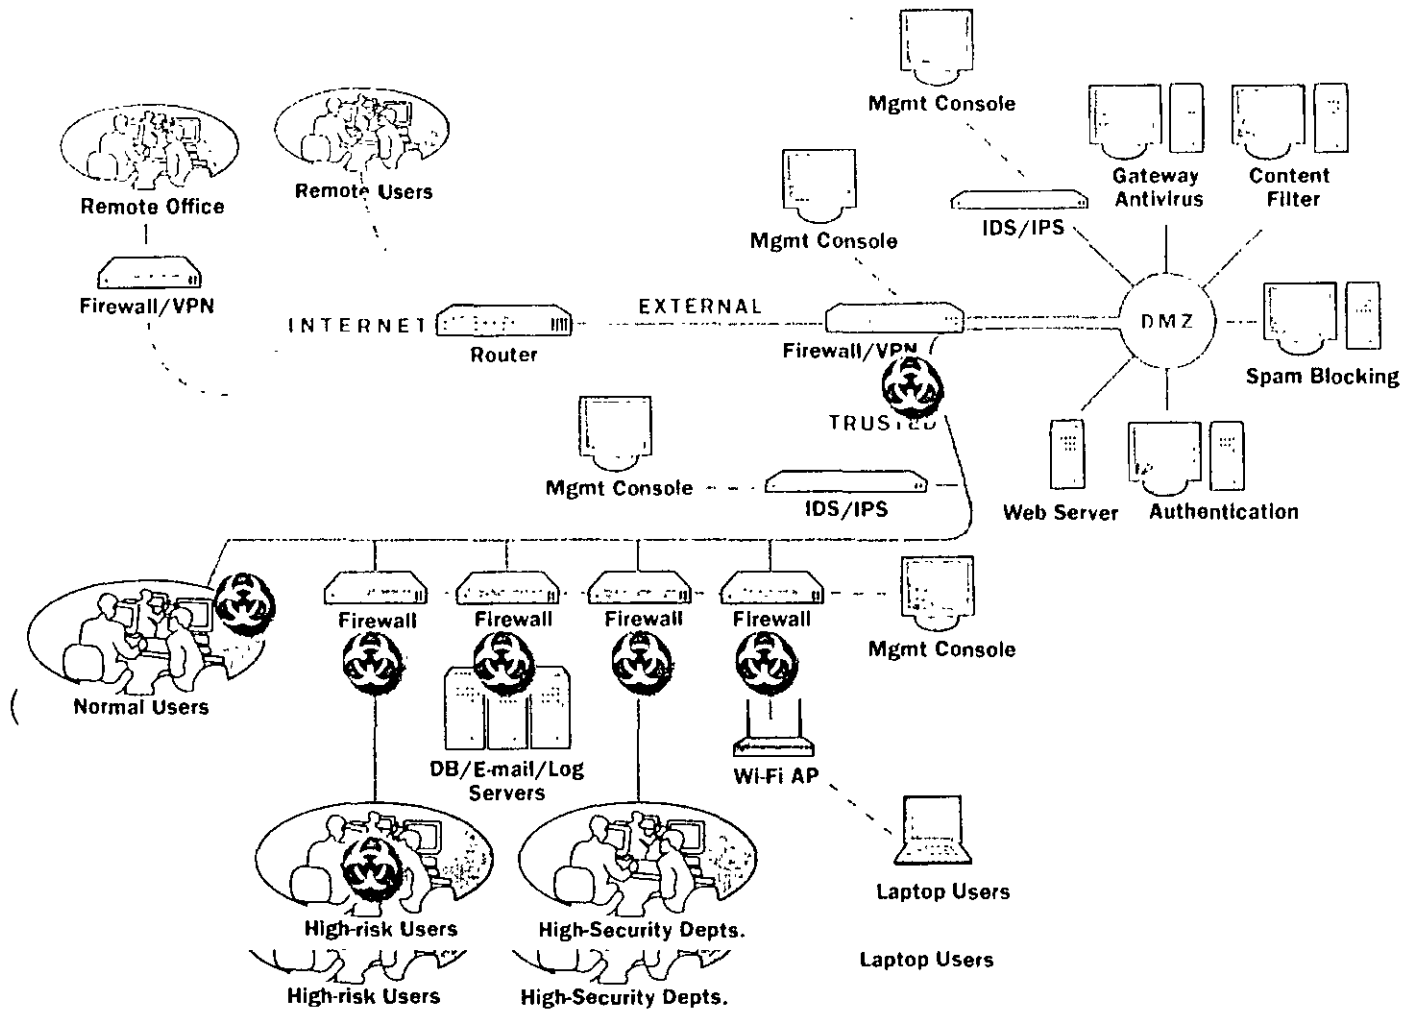 Mgmt Console
Remote Office
Remote Users
Gateway
Antivirus
Content
Filter
IDS/IPS
Mgmt Console
Firewall/VPN
INTERNET
Router
EXTERNAL
Firewall/VPN
DMZ
Spam Blocking
TRUSTED
Mgmt Console
IDS/IPS
Web Server
Authentication
Firewall
Firewall
Firewall
Firewall
Mgmt Console
Normal Users
DB/E-mail/Log
Servers
Wi-Fi AP
Laptop Users
High-risk Users
High-Security Depts.
Laptop Users
High-risk Users
High-Security Depts.